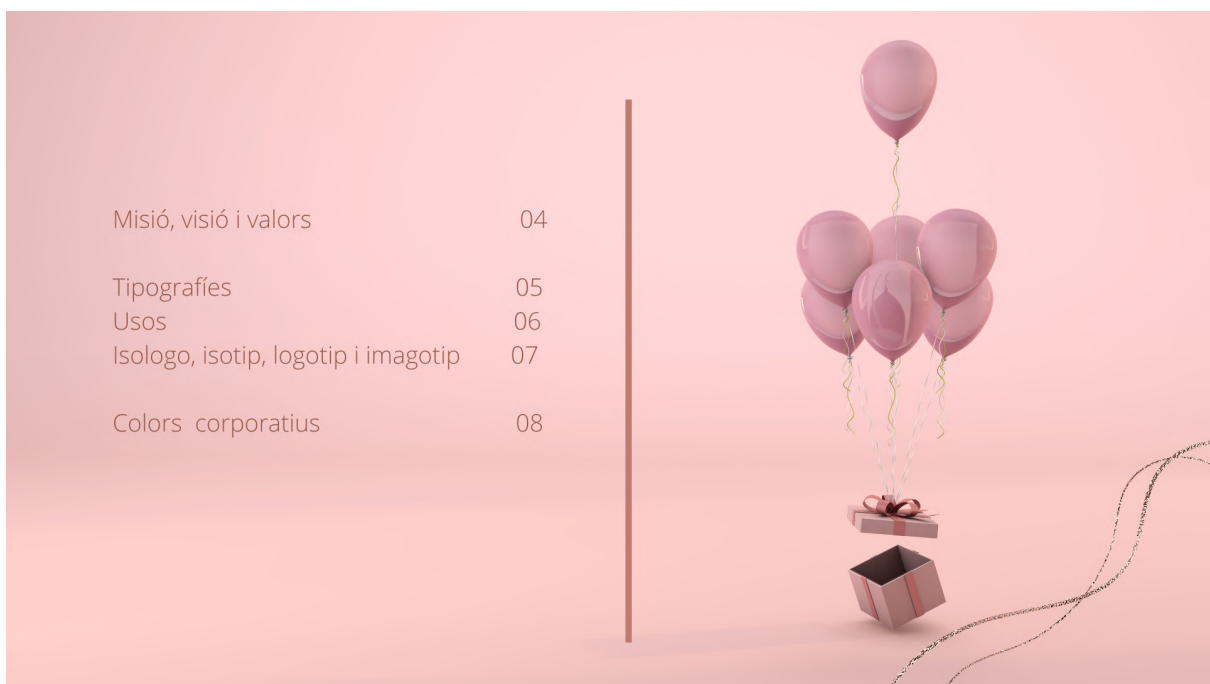 Misió, visió i valors 04
Tipografíes 05
Usos 06
Isologo, isotip, logotip i imagotip 07
Colors corporatius 08